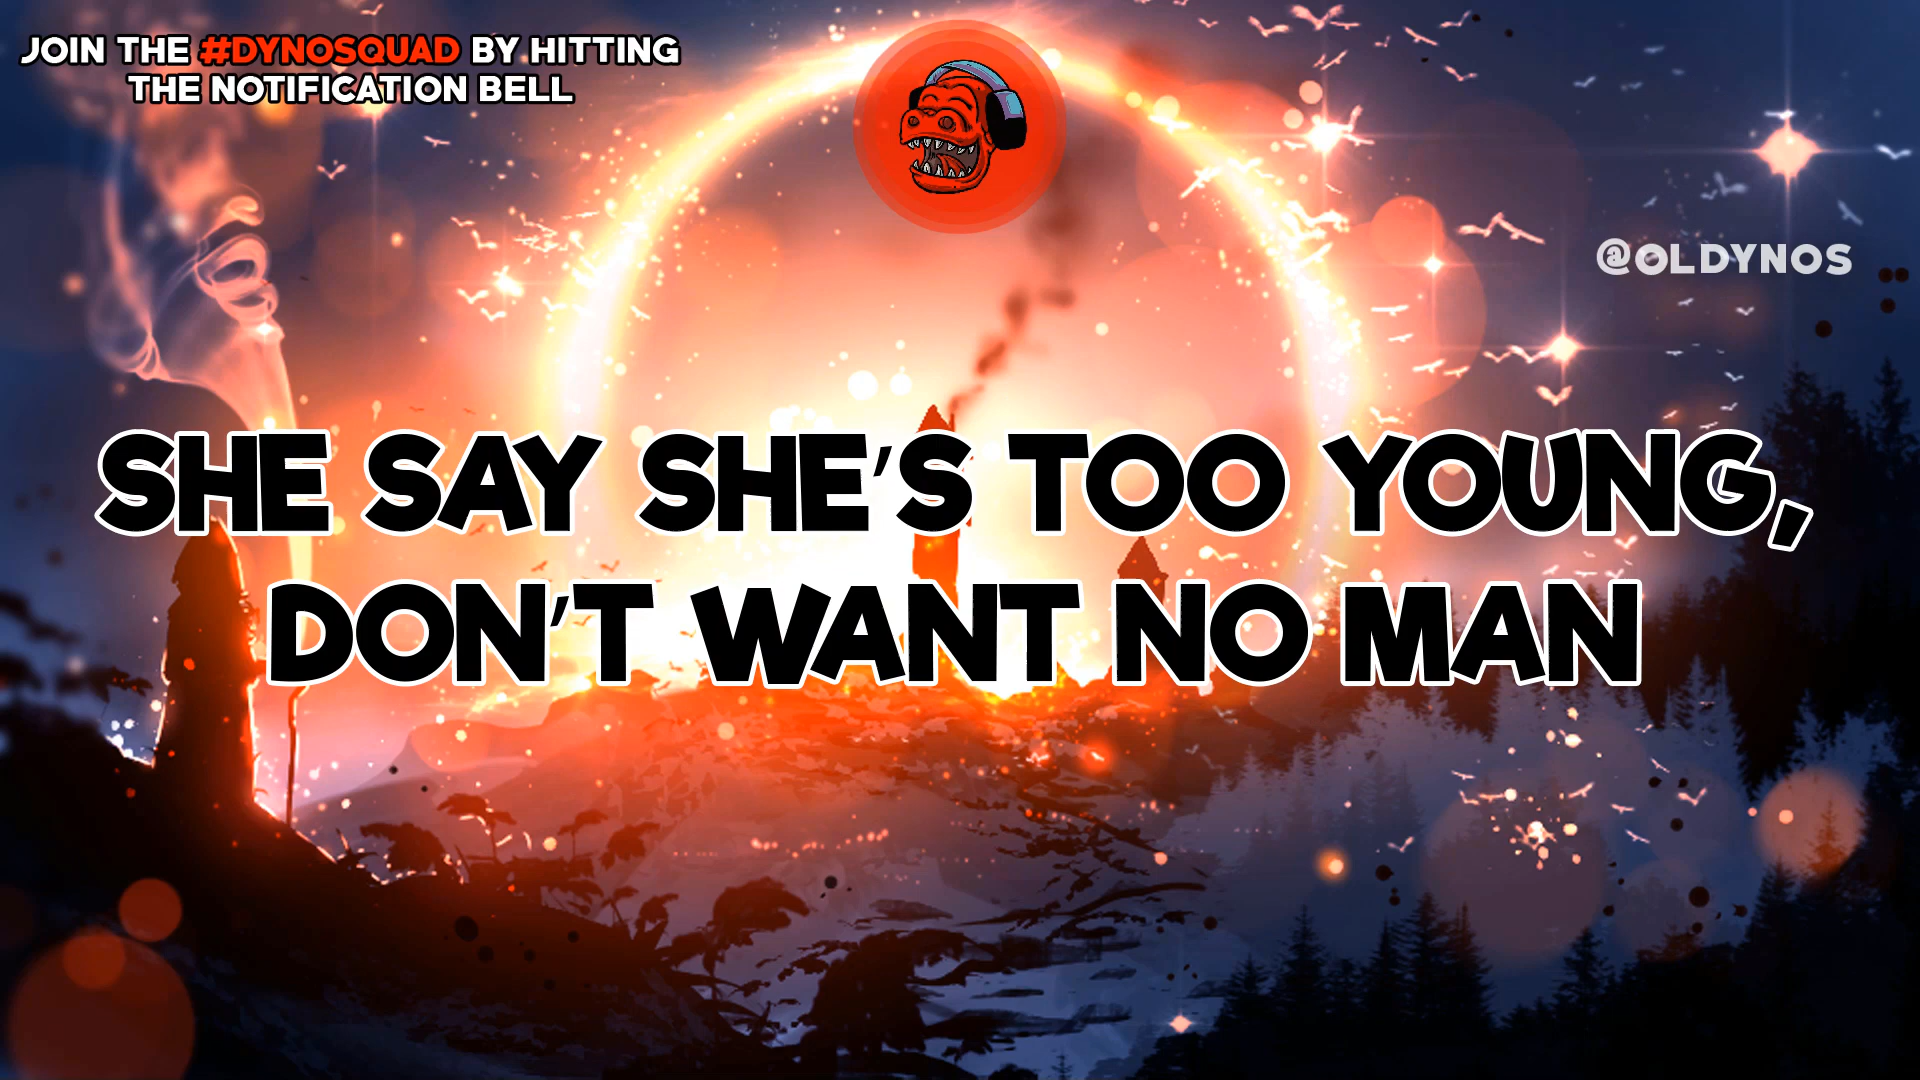 JOIN THE #DYNOSQUAD BY HITTING
THE NOTIFICATION BELL
@OLDYNOS
SHE SAY SHE'S TOO YOUNG,
DON'T WANT NO MAN